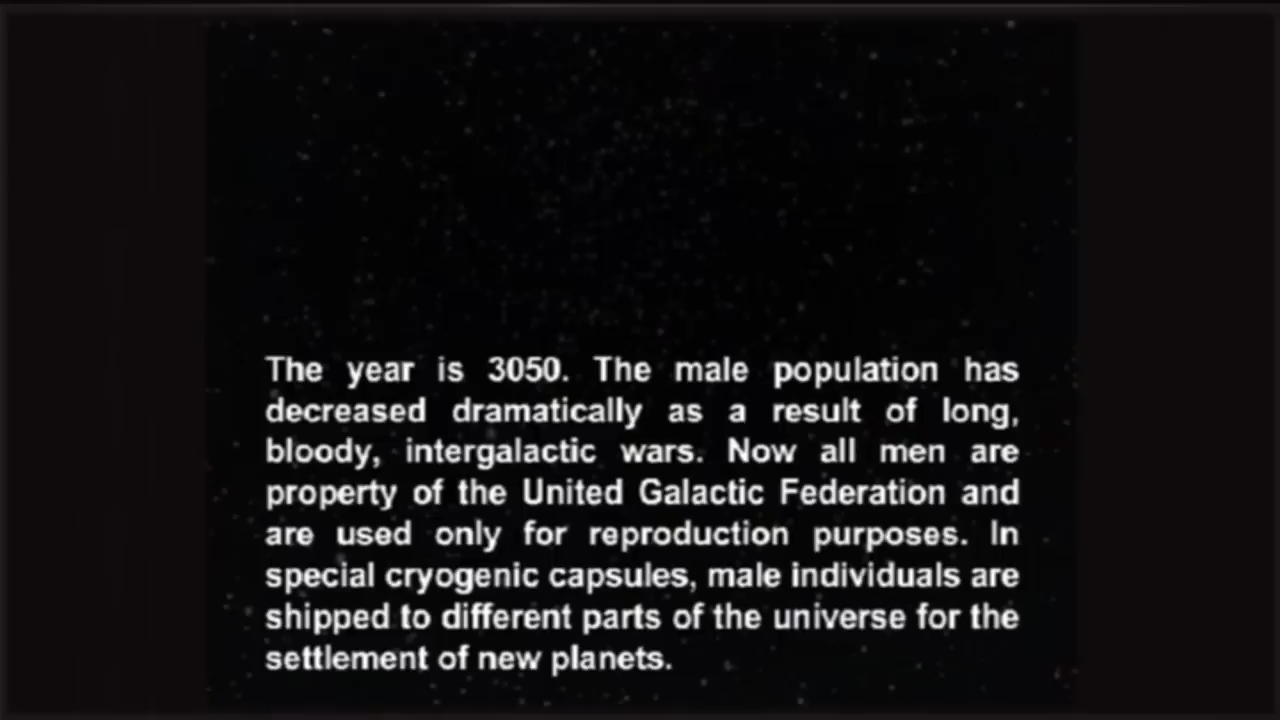 The year is 3050. The male population has
decreased dramatically as a result of long,
bloody, intergalactic wars. Now all men are
property of the United Galactic Federation and
are used only for reproduction purposes. In
special cryogenic capsules, male individuals are
shipped to different parts of the universe for the
settlement of new planets.